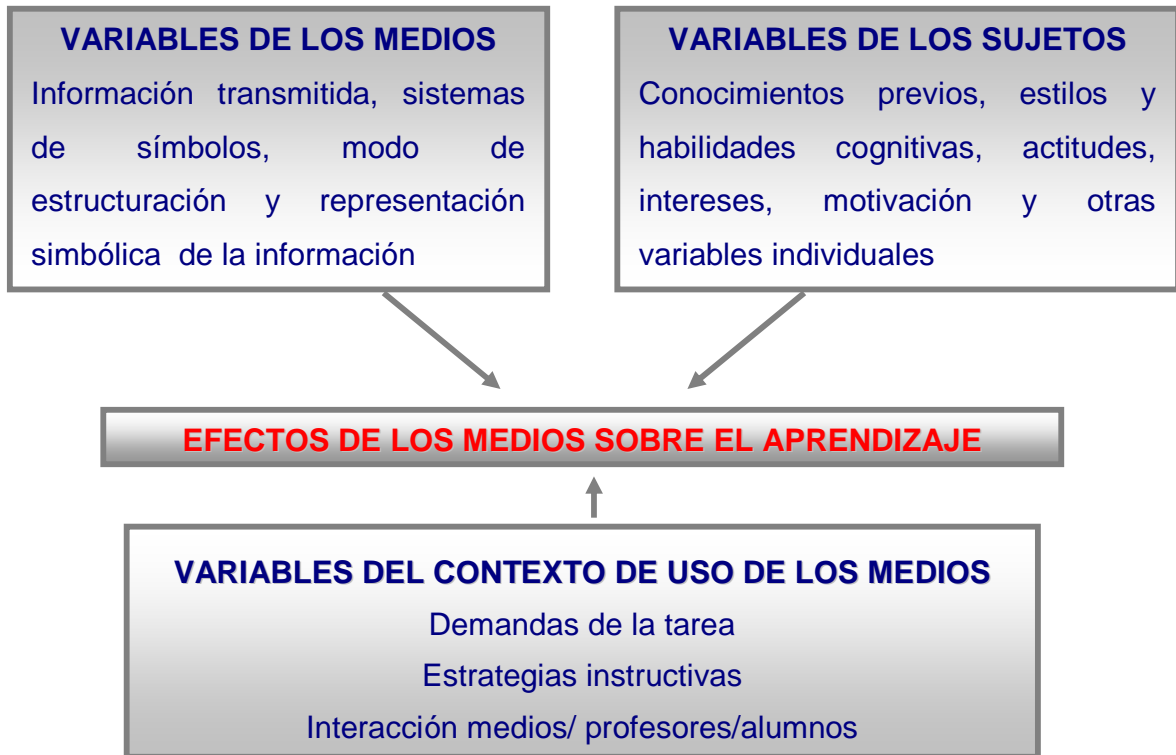 VARIABLES DE LOS MEDIOS
Información transmitida, sistemas
de símbolos, modo de
estructuración y representación
simbólica de la información
VARIABLES DE LOS SUJETOS
Conocimientos previos, estilos y
habilidades cognitivas, actitudes,
intereses, motivación y otras
variables individuales
EFECTOS DE LOS MEDIOS SOBRE EL APRENDIZAJE
VARIABLES DEL CONTEXTO DE USO DE LOS MEDIOS
Demandas de la tarea
Estrategias instructivas
Interacción medios/ profesores/alumnos